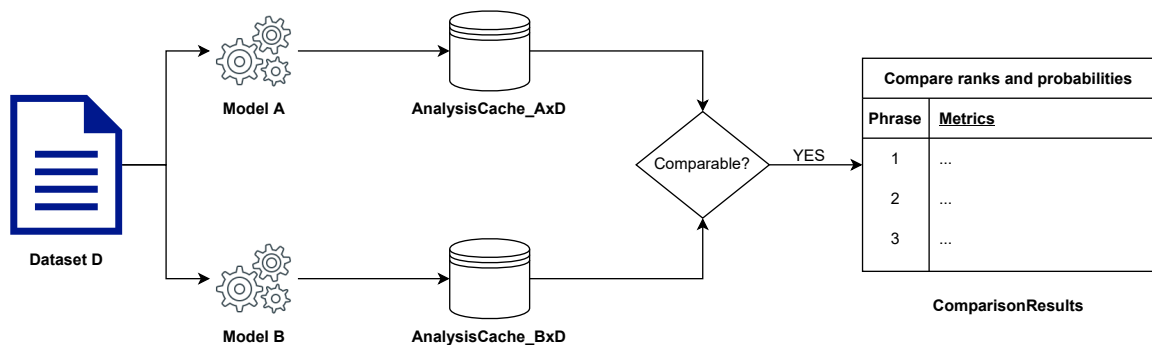 Model A
AnalysisCache_AxD
Dataset D
Model B
AnalysisCache_BxD
Comparable?
YES
Compare ranks and probabilities
Phrase Metrics
1 ...
2 ...
3 ...
ComparisonResults